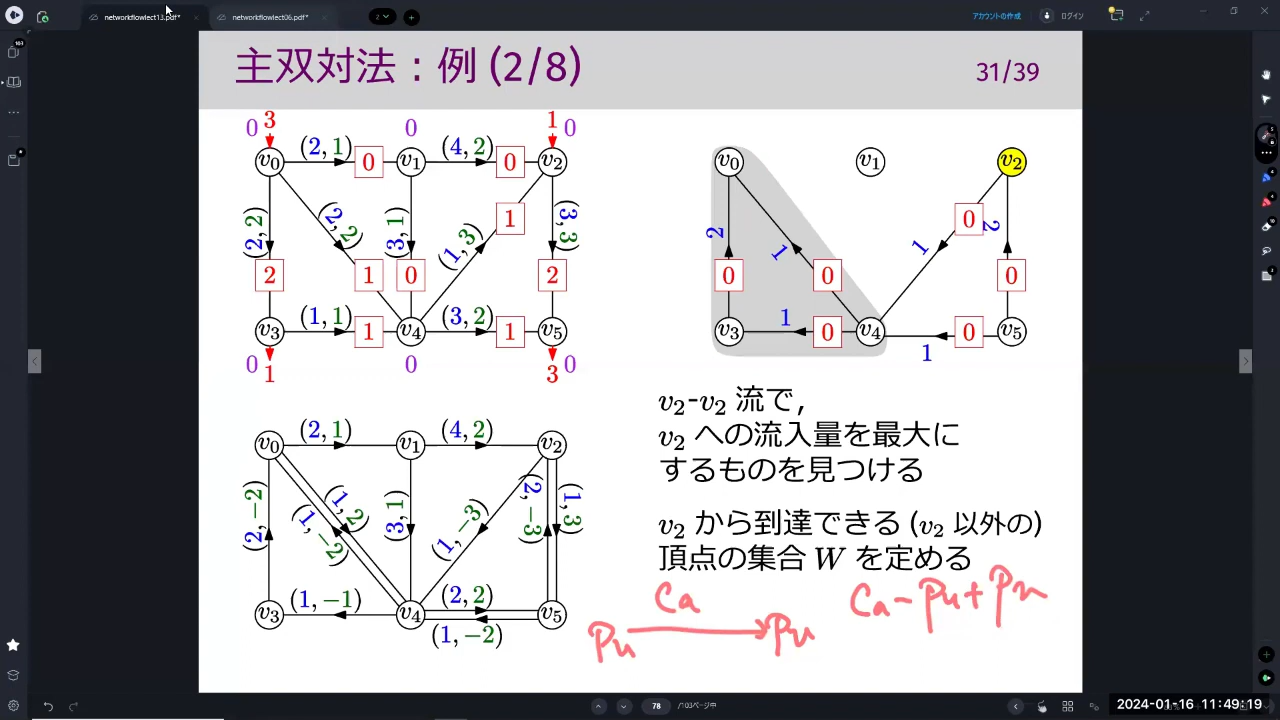 networkflowlect13.pdf*
networkflowlect06.pdf*
2
アカウントの作成
ログイン
主双対法：例 (2/8)
31/39
0 3 0 1 0
v0 (2, 1) 0 v1 (4, 2) 0 v2
(2, 2) (2, 2) (3, 1) (1, 3) 1 (3, 3)
2 1 0 2
v3 (1, 1) 1 v4 (3, 2) 1 v5
0 1 0 3 0
v0 v1 v2
2 1 1 0 2
0 0 0
v3 1 0 v4 1 0 v5
v0 (2, 1) v1 (4, 2) v2
(2, −2) (1, 2) (1, −2) (3, 1) (1, −3) (2, −3) (1, 3)
v3 (1, −1) v4 (2, 2) v5
(1, −2)
v2-v2 流で,
v2 への流入量を最大に
するものを見つける
v2 から到達できる (v2 以外の)
頂点の集合 W を定める
Ca
Pu Pu
Ca-Pu+Pu
78 /103ページ中
2024-01-16 11:49:19